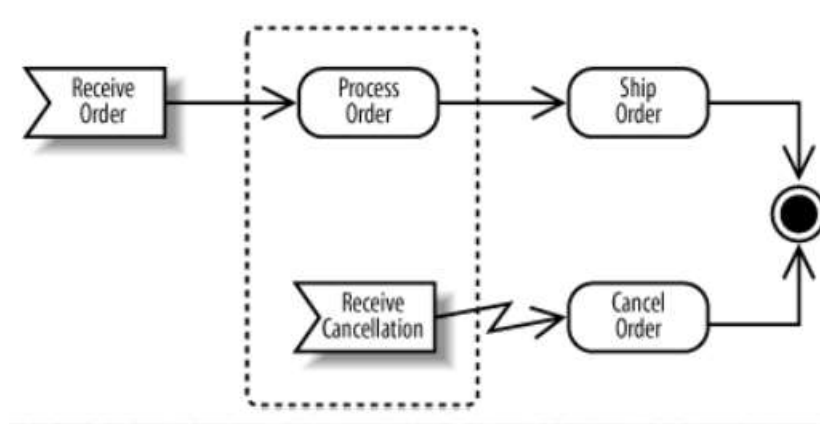 Receive
Order
Process
Order
Ship
Order
Receive
Cancellation
Cancel
Order